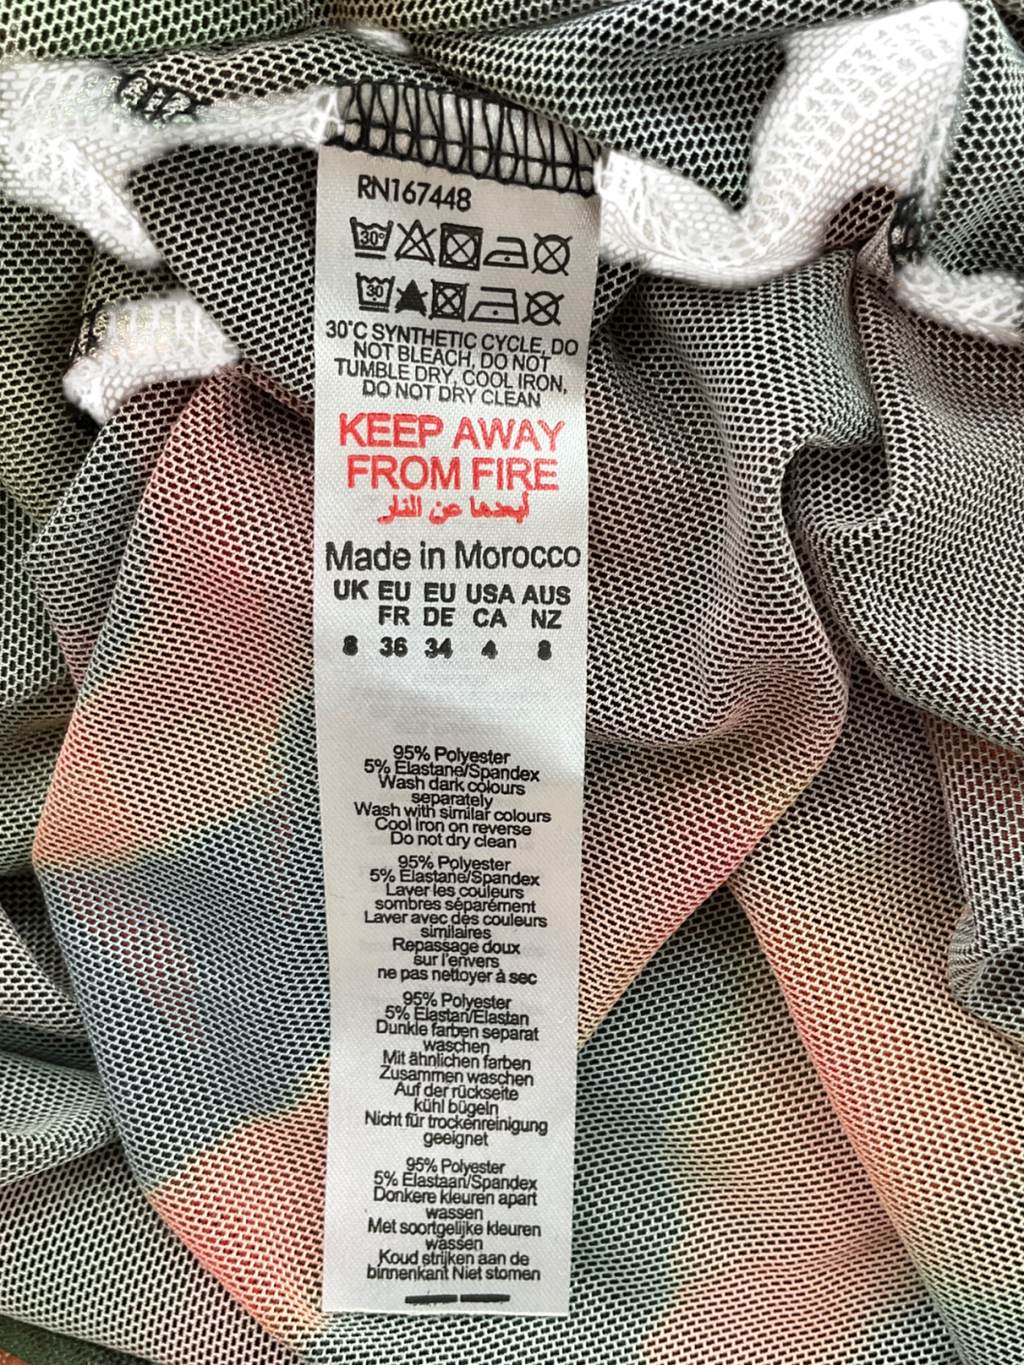 RN167448
30°
30
30°C SYNTHETIC CYCLE, DO
NOT BLEACH, DO NOT
TUMBLE DRY, COOL IRON,
DO NOT DRY CLEAN
KEEP AWAY
FROM FIRE
أبعدها عن النار
Made in Morocco
UK EU EU USA AUS
FR DE CA NZ
8 36 34 4 8
95% Polyester
5% Elastane/Spandex
Wash dark colours
separately
Wash with similar colours
Cool iron on reverse
Do not dry clean
95% Polyester
5% Elastane/Spandex
Laver les couleurs
sombres séparément
Laver avec des couleurs
similaires
Repassage doux
sur l'envers
ne pas nettoyer à sec
95% Polyester
5% Elastan/Elastan
Dunkle farben separat
waschen
Mit ähnlichen farben
Zusammen waschen
Auf der rückseite
kühl bügeln
Nicht für trockenreinigung
geeignet
95% Polyester
5% Elastaan/Spandex
Donkere kleuren apart
wassen
Met soortgelijke kleuren
wassen
Koud strijken aan de
binnenkant Niet stomen